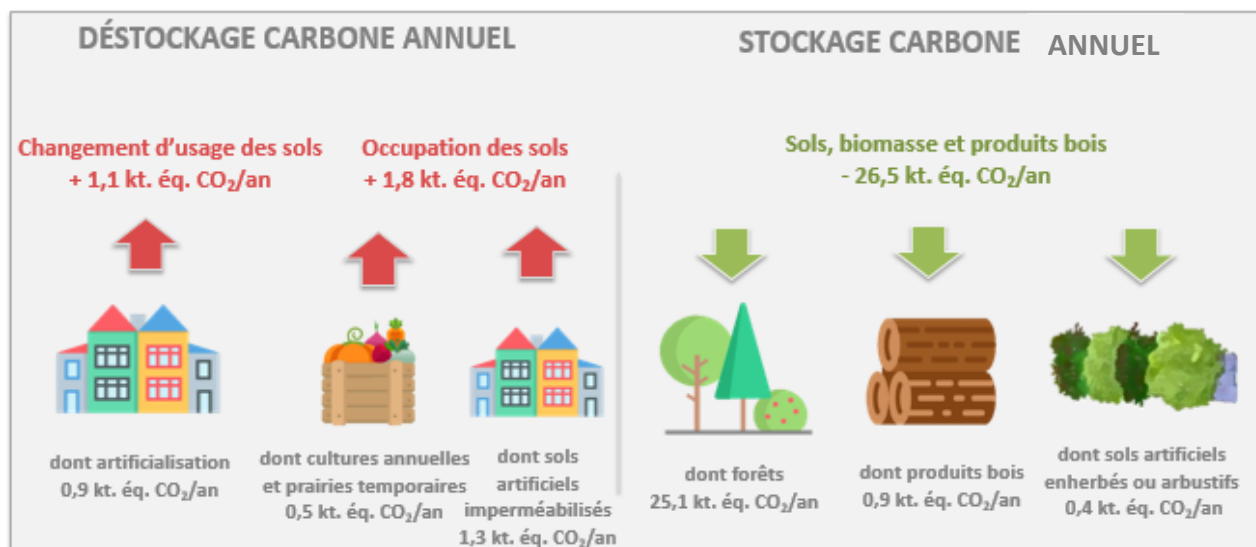 DÉSTOCKAGE CARBONE ANNUEL
STOCKAGE CARBONE ANNUEL
Changement d’usage des sols
+ 1,1 kt. éq. CO₂/an
Occupation des sols
+ 1,8 kt. éq. CO₂/an
Sols, biomasse et produits bois
- 26,5 kt. éq. CO₂/an
dont artificialisation
0,9 kt. éq. CO₂/an
dont cultures annuelles
et prairies temporaires
0,5 kt. éq. CO₂/an
dont sols
artificiels
imperméabilisés
1,3 kt. éq. CO₂/an
dont forêts
25,1 kt. éq. CO₂/an
dont produits bois
0,9 kt. éq. CO₂/an
dont sols artificiels
enherbés ou arbustifs
0,4 kt. éq. CO₂/an